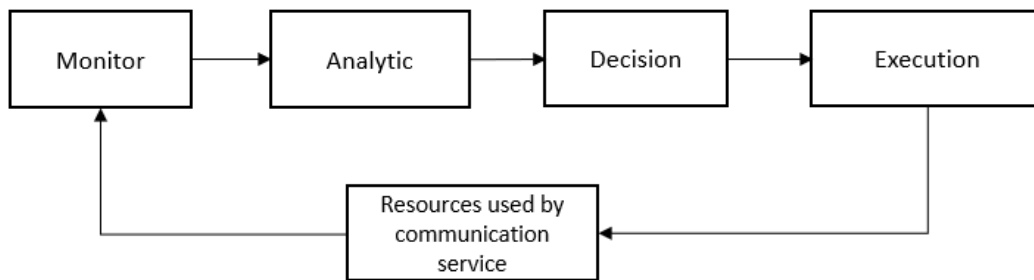 Monitor
Analytic
Decision
Execution
Resources used by
communication
service